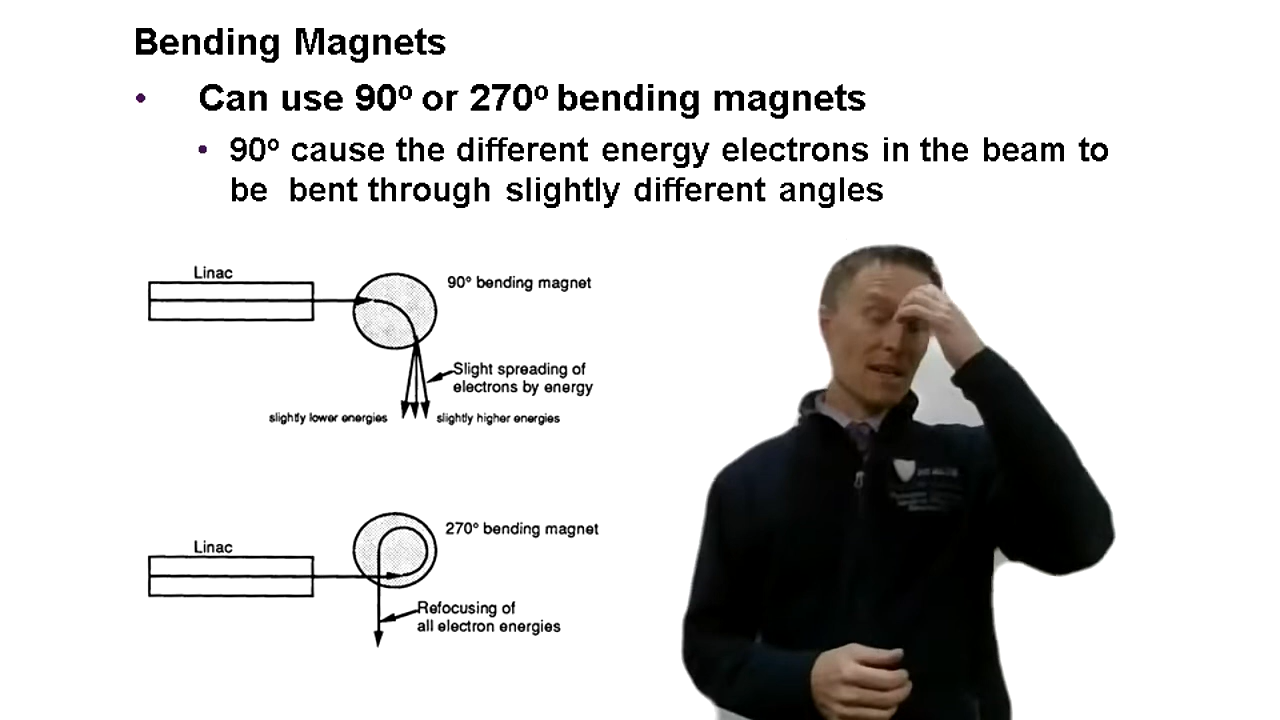 Bending Magnets
• Can use 90º or 270º bending magnets
• 90º cause the different energy electrons in the beam to
be bent through slightly different angles
Linac
90° bending magnet
Slight spreading of
electrons by energy
slightly lower energies
slightly higher energies
Linac
270° bending magnet
Refocusing of
all electron energies